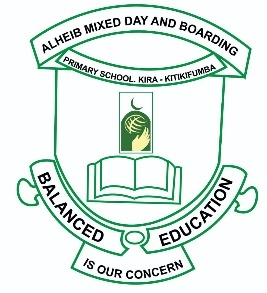 ALHEIB MIXED DAY AND BOARDING
PRIMARY SCHOOL. KIRA - KITIKIFUMBA
BALANCED EDUCATION
IS OUR CONCERN